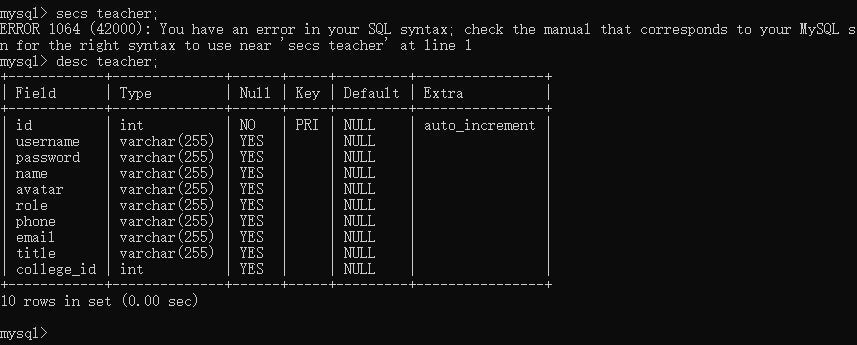 mysql> secs teacher;
ERROR 1064 (42000): You have an error in your SQL syntax; check the manual that corresponds to your MySQL s
n for the right syntax to use near 'secs teacher' at line 1
mysql> desc teacher;
+------------+--------------+------+-----+---------+----------------+
| Field      | Type         | Null | Key | Default | Extra          |
+------------+--------------+------+-----+---------+----------------+
| id         | int          | NO   | PRI | NULL    | auto_increment |
| username   | varchar(255) | YES  |     | NULL    |                |
| password   | varchar(255) | YES  |     | NULL    |                |
| name       | varchar(255) | YES  |     | NULL    |                |
| avatar     | varchar(255) | YES  |     | NULL    |                |
| role       | varchar(255) | YES  |     | NULL    |                |
| phone      | varchar(255) | YES  |     | NULL    |                |
| email      | varchar(255) | YES  |     | NULL    |                |
| title      | varchar(255) | YES  |     | NULL    |                |
| college_id | int          | YES  |     | NULL    |                |
+------------+--------------+------+-----+---------+----------------+
10 rows in set (0.00 sec)
mysql>